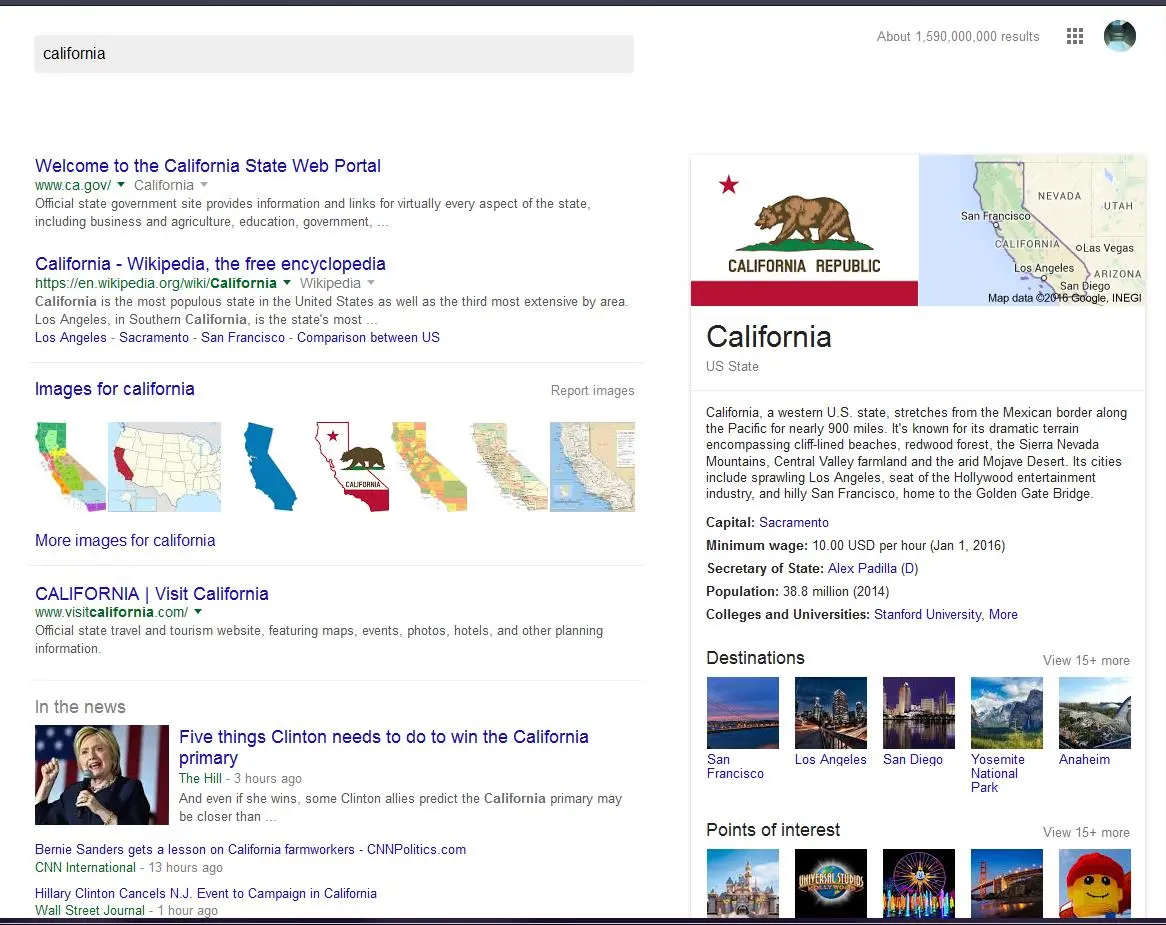 About 1,590,000,000 results
california
Welcome to the California State Web Portal
www.ca.gov/ California
Official state government site provides information and links for virtually every aspect of the state,
including business and agriculture, education, government, ...
California - Wikipedia, the free encyclopedia
https://en.wikipedia.org/wiki/California Wikipedia
California is the most populous state in the United States as well as the third most extensive by area.
Los Angeles, in Southern California, is the state's most ...
Los Angeles - Sacramento - San Francisco - Comparison between US
Images for california
Report images
CALIFORNIA
More images for california
CALIFORNIA | Visit California
www.visitcalifornia.com/
Official state travel and tourism website, featuring maps, events, photos, hotels, and other planning
information.
In the news
Five things Clinton needs to do to win the California
primary
The Hill - 3 hours ago
And even if she wins, some Clinton allies predict the California primary may
be closer than ...
Bernie Sanders gets a lesson on California farmworkers - CNNPolitics.com
CNN International - 13 hours ago
Hillary Clinton Cancels N.J. Event to Campaign in California
Wall Street Journal - 1 hour ago
CALIFORNIA REPUBLIC
NEVADA
UTAH
San Francisco
CALIFORNIA
Las Vegas
Los Angeles
ARIZONA
San Diego
Map data ©2016 Google, INEGI
California
US State
California, a western U.S. state, stretches from the Mexican border along
the Pacific for nearly 900 miles. It's known for its dramatic terrain
encompassing cliff-lined beaches, redwood forest, the Sierra Nevada
Mountains, Central Valley farmland and the arid Mojave Desert. Its cities
include sprawling Los Angeles, seat of the Hollywood entertainment
industry, and hilly San Francisco, home to the Golden Gate Bridge.
Capital: Sacramento
Minimum wage: 10.00 USD per hour (Jan 1, 2016)
Secretary of State: Alex Padilla (D)
Population: 38.8 million (2014)
Colleges and Universities: Stanford University, More
Destinations
View 15+ more
San
Francisco
Los Angeles
San Diego
Yosemite
National
Park
Anaheim
Points of interest
View 15+ more
UNIVERSAL STUDIOS
HOLLYWOOD